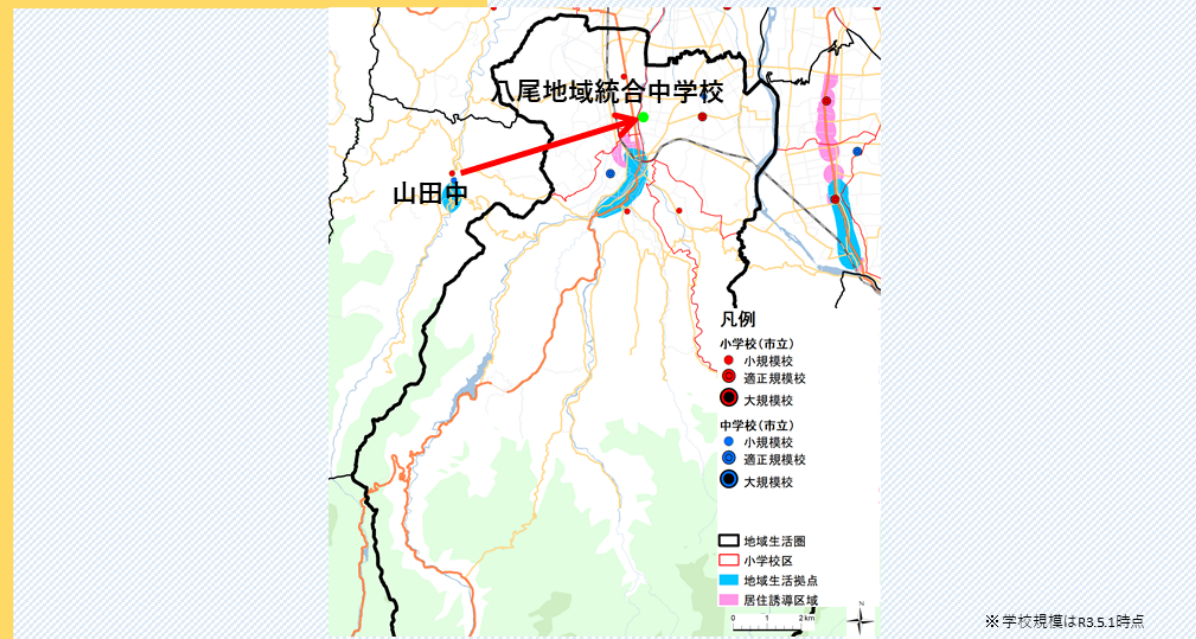 八尾地域統合中学校
山田中
凡例
小学校（市立）
小規模校
適正規模校
大規模校
中学校（市立）
小規模校
適正規模校
大規模校
地域生活圏
小学校区
地域生活拠点
居住誘導区域
N
0 1 2km
※学校規模はR3.5.1時点